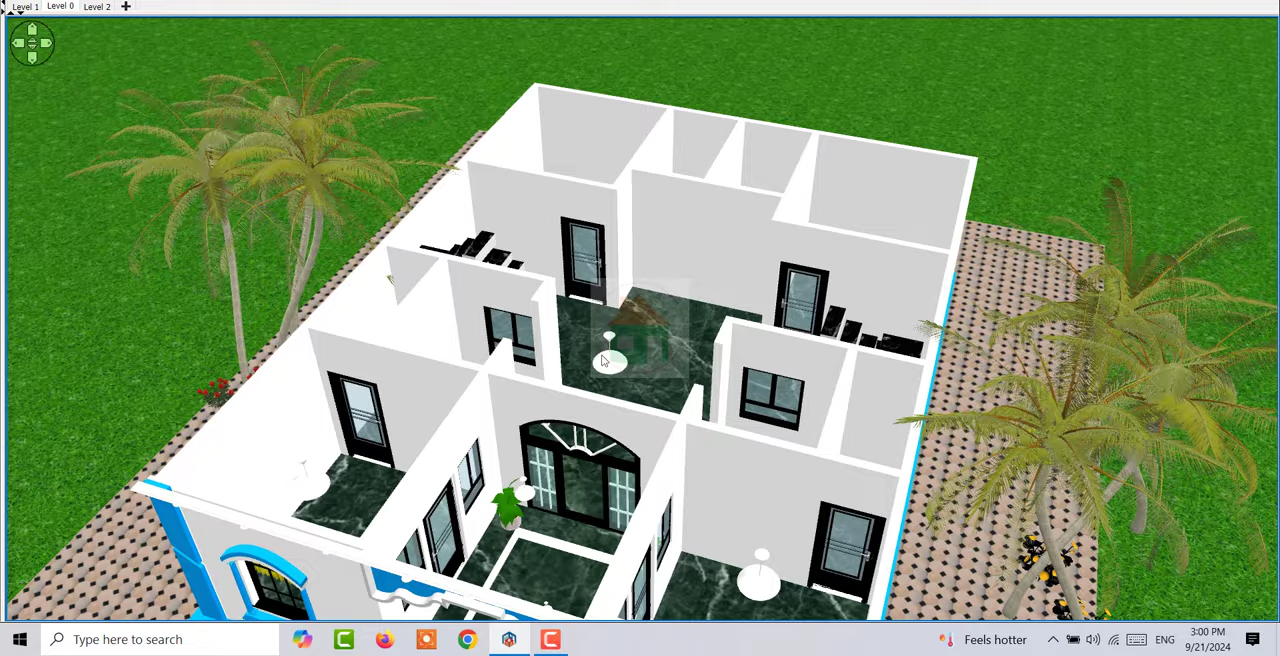 Level 1 Level 0 Level 2
Type here to search
Feels hotter
ENG
3:00 PM
9/21/2024